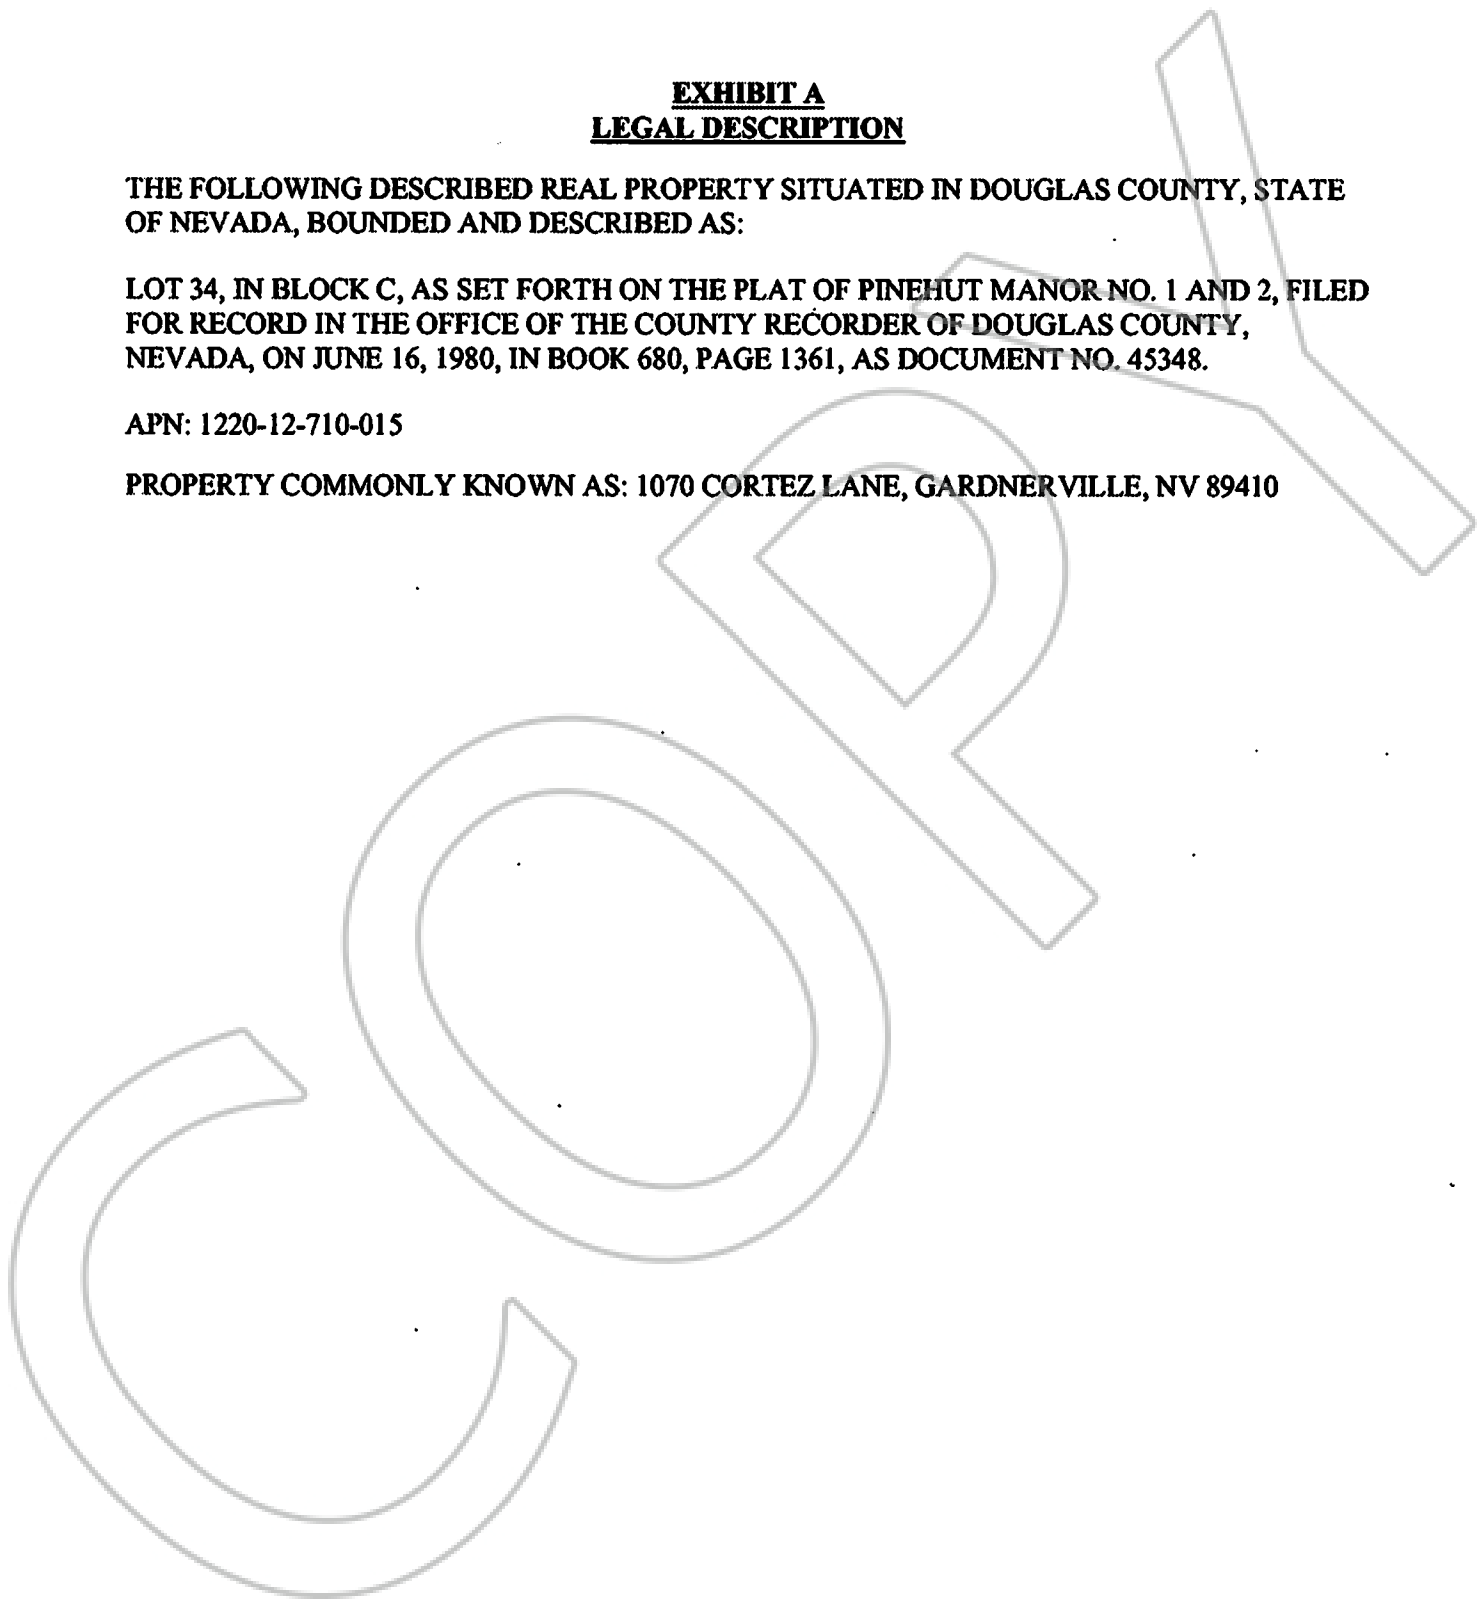 EXHIBIT A
LEGAL DESCRIPTION
THE FOLLOWING DESCRIBED REAL PROPERTY SITUATED IN DOUGLAS COUNTY, STATE
OF NEVADA, BOUNDED AND DESCRIBED AS:
LOT 34, IN BLOCK C, AS SET FORTH ON THE PLAT OF PINEHUT MANOR NO. 1 AND 2, FILED
FOR RECORD IN THE OFFICE OF THE COUNTY RECORDER OF DOUGLAS COUNTY,
NEVADA, ON JUNE 16, 1980, IN BOOK 680, PAGE 1361, AS DOCUMENT NO. 45348.
APN: 1220-12-710-015
PROPERTY COMMONLY KNOWN AS: 1070 CORTEZ LANE, GARDNERVILLE, NV 89410
COPY